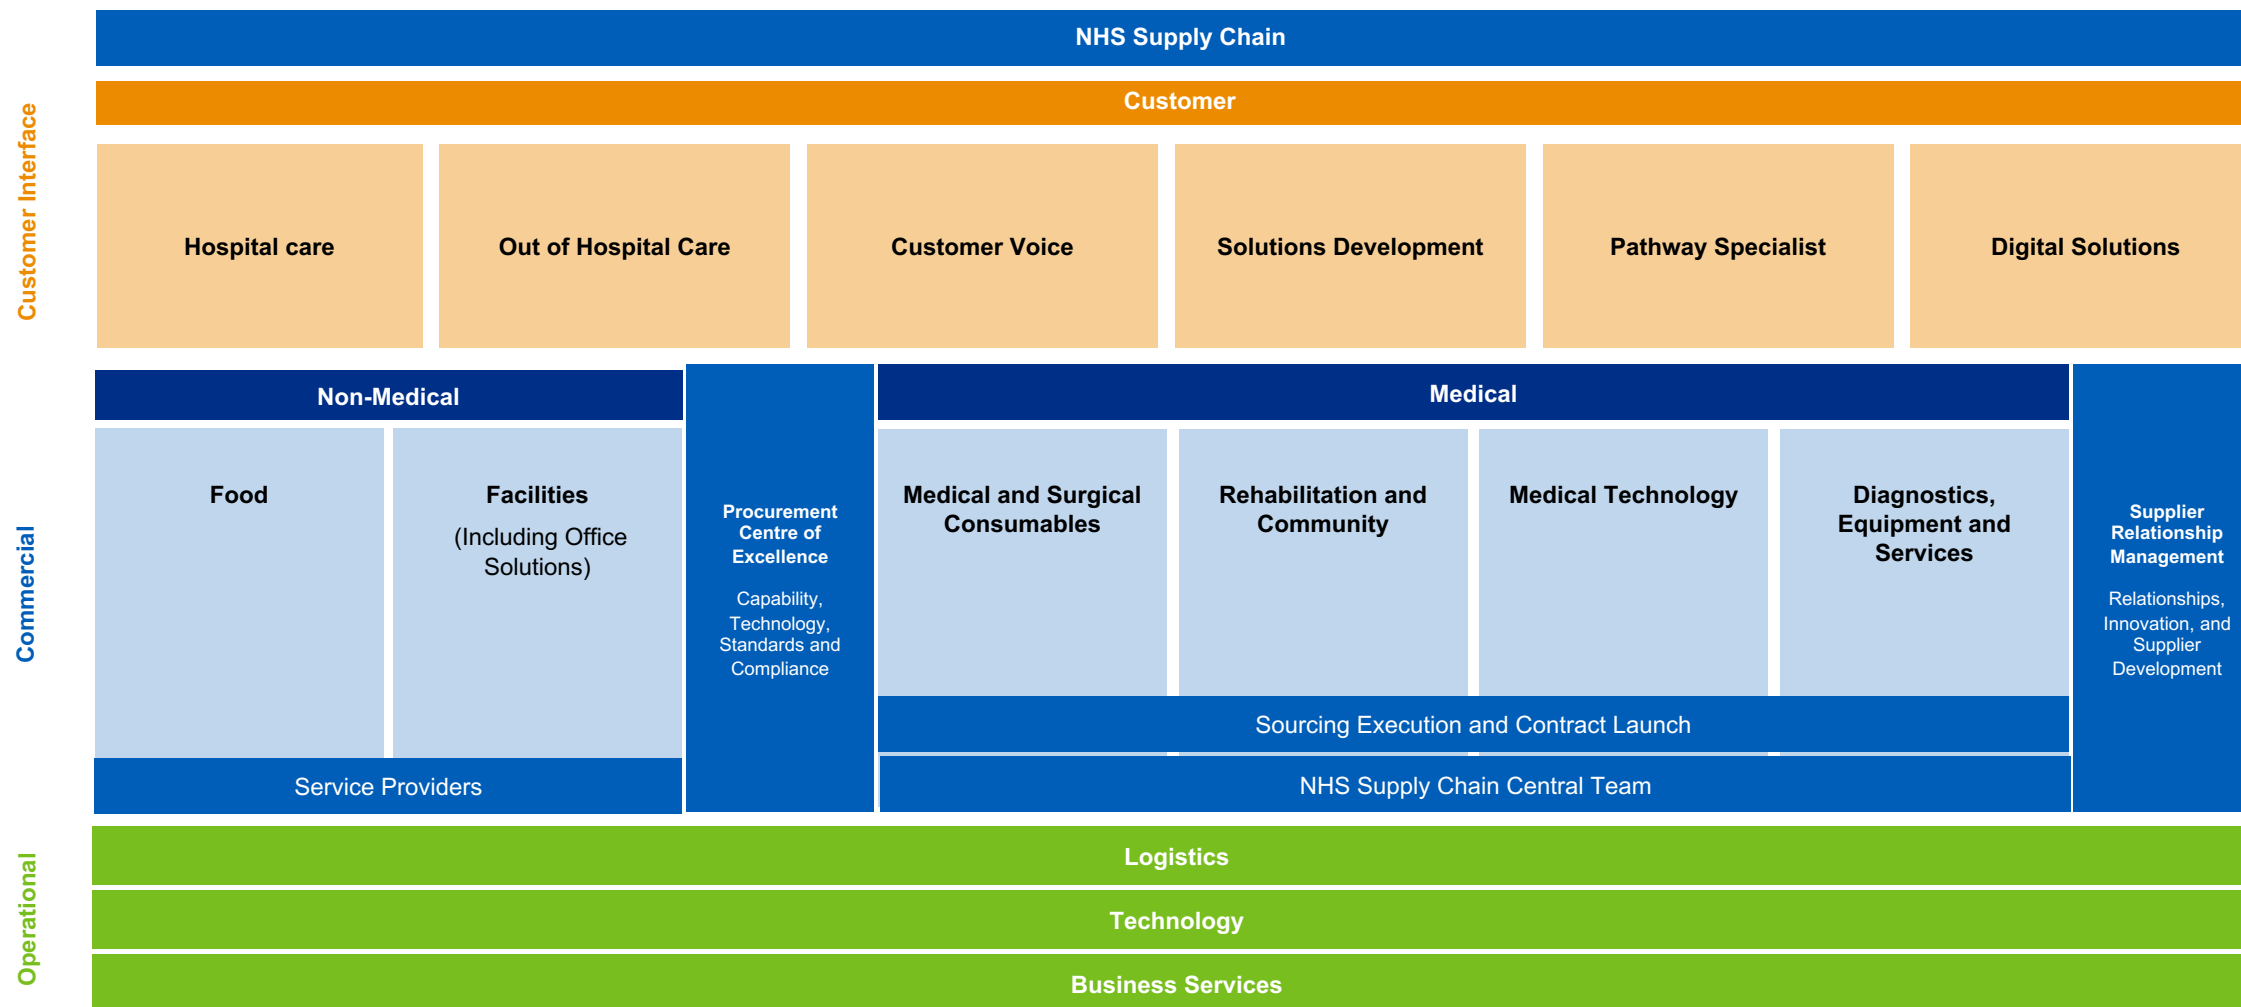 NHS Supply Chain
Customer Interface
Customer
Hospital care
Out of Hospital Care
Customer Voice
Solutions Development
Pathway Specialist
Digital Solutions
Commercial
Non-Medical
Food
Facilities
(Including Office
Solutions)
Service Providers
Procurement
Centre of
Excellence
Capability,
Technology,
Standards and
Compliance
Medical
Medical and Surgical
Consumables
Rehabilitation and
Community
Medical Technology
Diagnostics,
Equipment and
Services
Sourcing Execution and Contract Launch
NHS Supply Chain Central Team
Supplier
Relationship
Management
Relationships,
Innovation, and
Supplier
Development
Operational
Logistics
Technology
Business Services